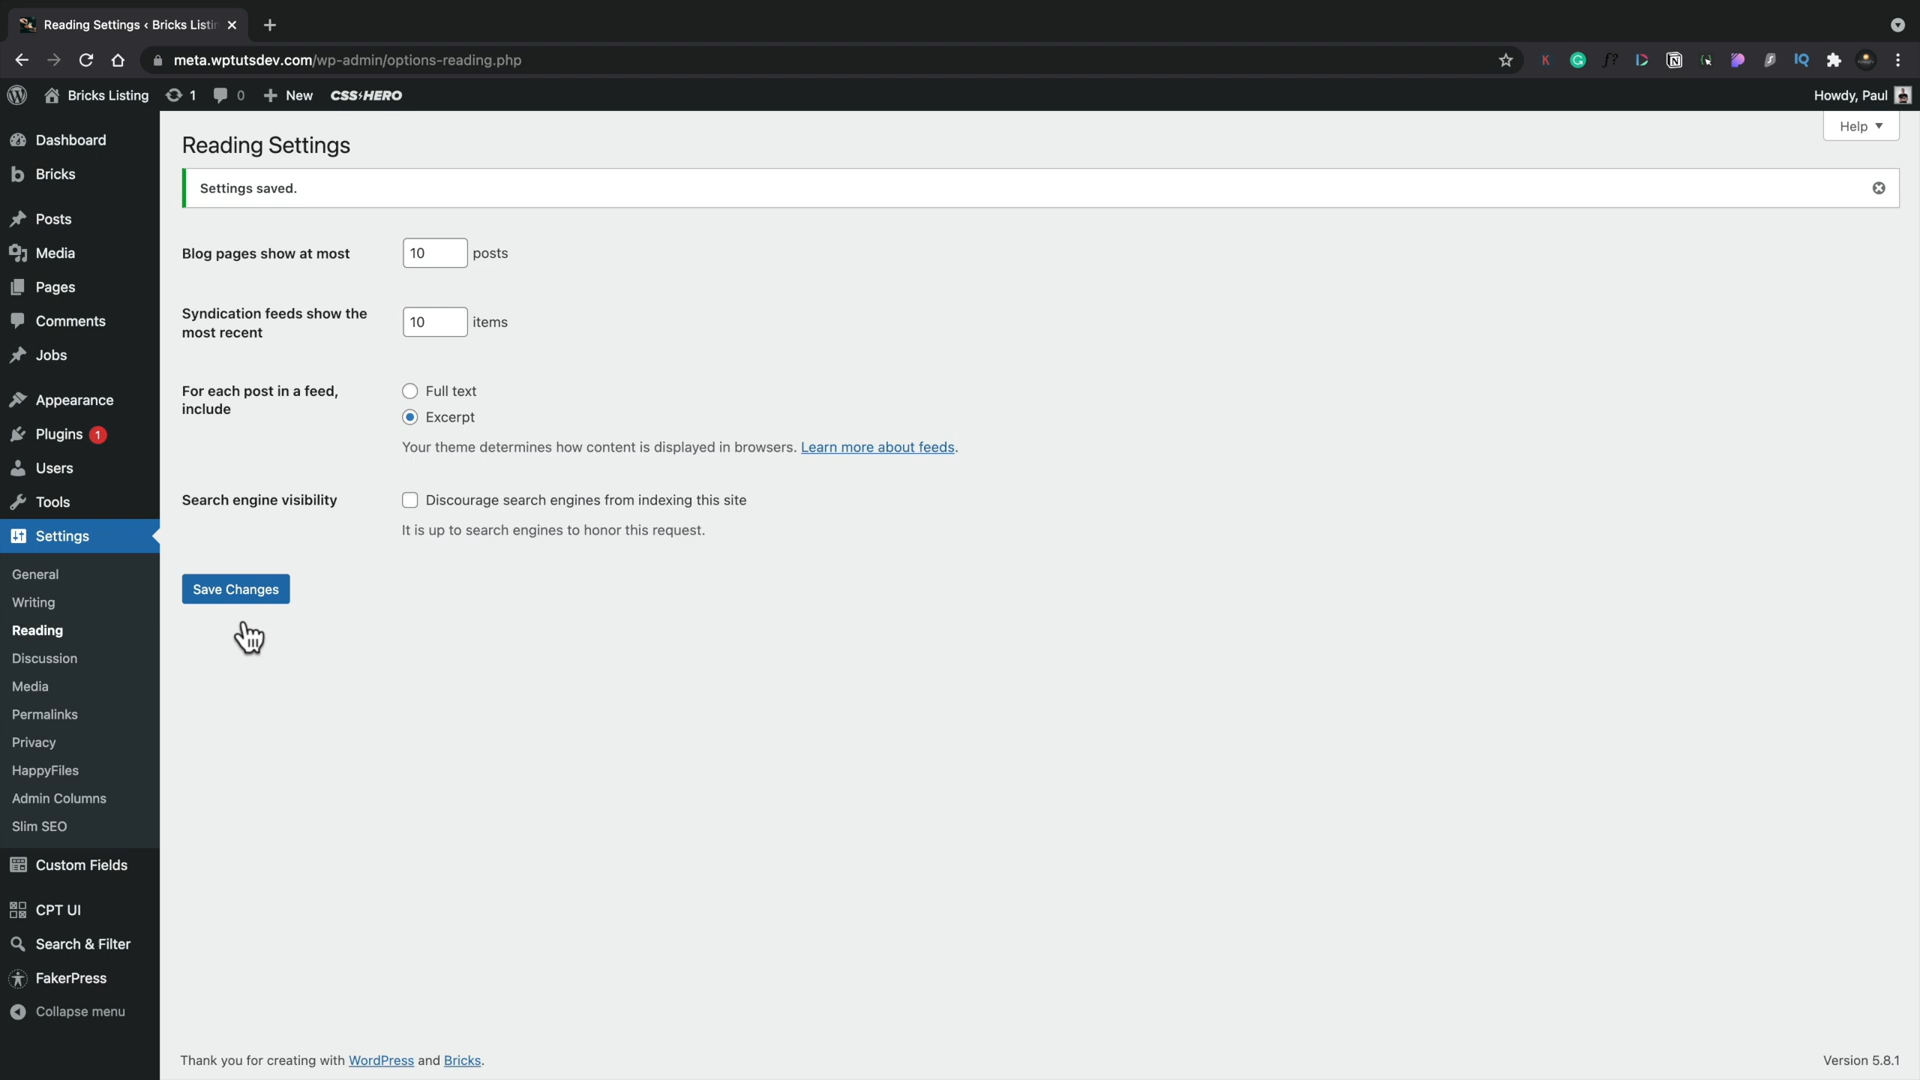 Reading Settings ‹ Bricks Listin
meta.wptutsdev.com/wp-admin/options-reading.php
Bricks Listing
1
0
New
CSS HERO
Howdy, Paul
Dashboard
Bricks
Posts
Media
Pages
Comments
Jobs
Appearance
Plugins 1
Users
Tools
Settings
General
Writing
Reading
Discussion
Media
Permalinks
Privacy
HappyFiles
Admin Columns
Slim SEO
Custom Fields
CPT UI
Search & Filter
FakerPress
Collapse menu
Help
Reading Settings
Settings saved.
Blog pages show at most 10 posts
Syndication feeds show the
most recent
10 items
For each post in a feed,
include
Full text
Excerpt
Your theme determines how content is displayed in browsers. Learn more about feeds.
Search engine visibility
Discourage search engines from indexing this site
It is up to search engines to honor this request.
Save Changes
Thank you for creating with WordPress and Bricks.
Version 5.8.1